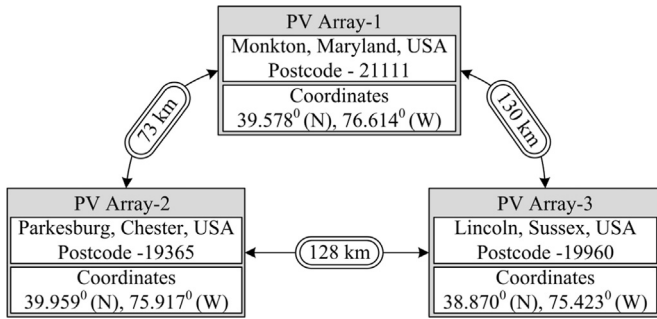 PV Array-1
Monkton, Maryland, USA
Postcode - 21111
Coordinates
39.578⁰ (N), 76.614⁰ (W)
73 km
130 km
PV Array-2
Parkesburg, Chester, USA
Postcode -19365
Coordinates
39.959⁰ (N), 75.917⁰ (W)
128 km
PV Array-3
Lincoln, Sussex, USA
Postcode -19960
Coordinates
38.870⁰ (N), 75.423⁰ (W)